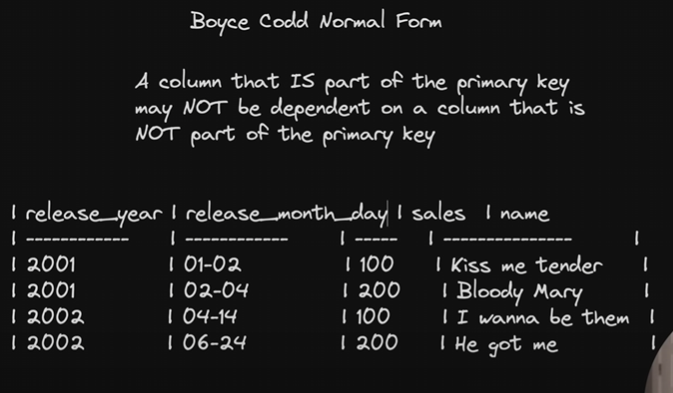 Boyce Codd Normal Form
A column that IS part of the primary key
may NOT be dependent on a column that is
NOT part of the primary key
| release_year | release_month_day | sales | name
| ------------ | ------------ | ----- | --------------- |
| 2001 | 01-02 | 100 | Kiss me tender |
| 2001 | 02-04 | 200 | Bloody Mary |
| 2002 | 04-14 | 100 | I wanna be them |
| 2002 | 06-24 | 200 | He got me |